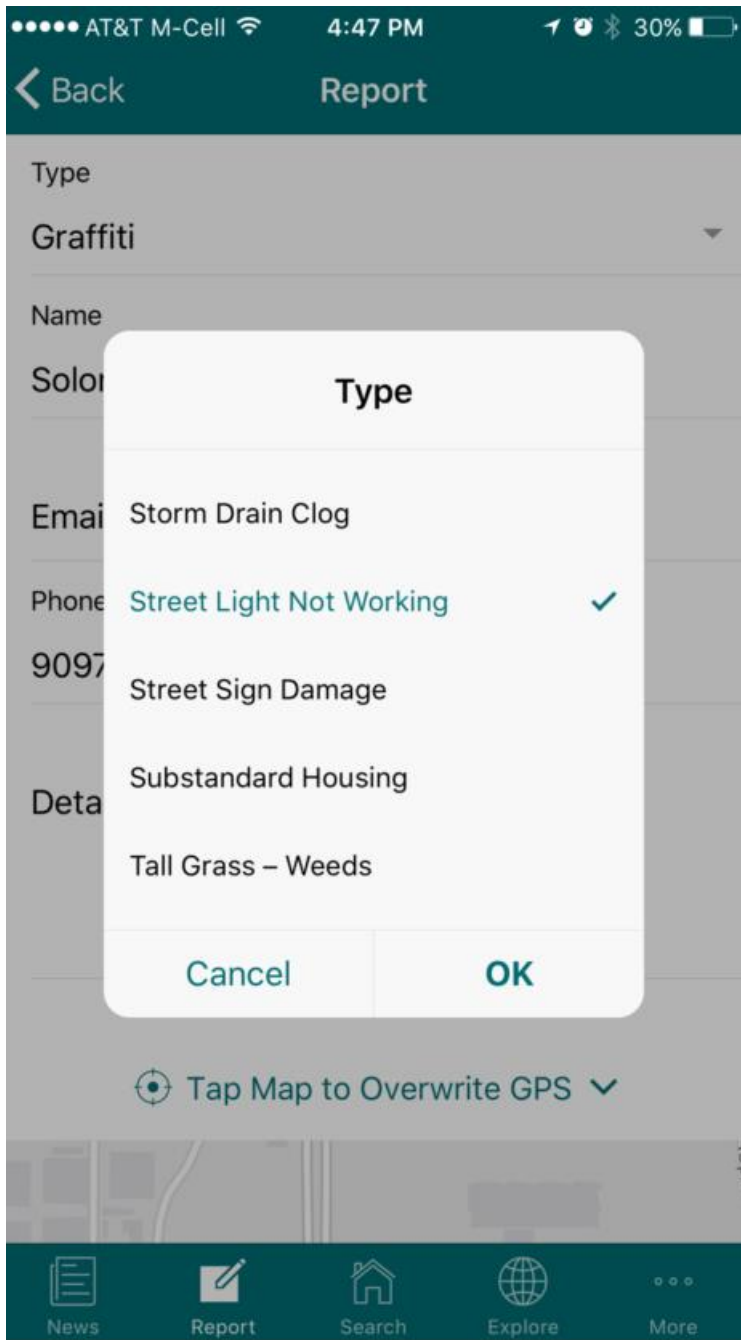 AT&T M-Cell 4:47 PM 30%
Back Report
Type
Graffiti
Name
Solo
Type
Storm Drain Clog
Emai
Street Light Not Working
Phone
9097
Street Sign Damage
Substandard Housing
Deta
Tall Grass – Weeds
Cancel OK
Tap Map to Overwrite GPS
News Report Search Explore More